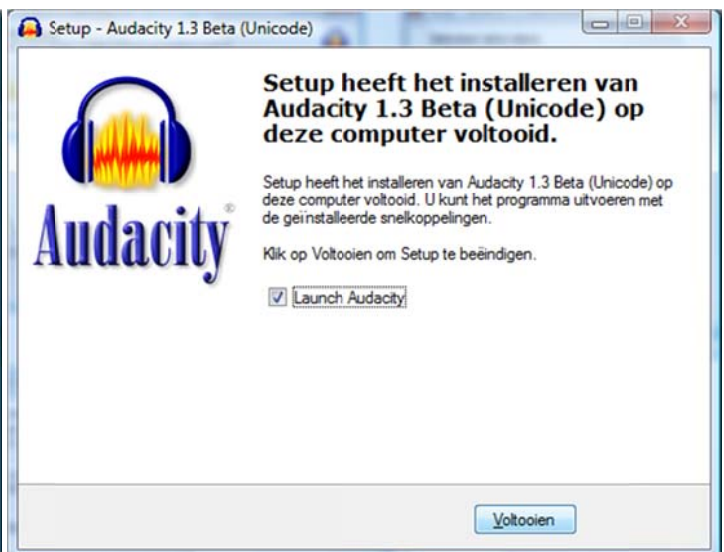 Setup - Audacity 1.3 Beta (Unicode)
Setup heeft het installeren van
Audacity 1.3 Beta (Unicode) op
deze computer voltooid.
Setup heeft het installeren van Audacity 1.3 Beta (Unicode) op
deze computer voltooid. U kunt het programma uitvoeren met
de geïnstalleerde snelkoppelingen.
Klik op Voltooien om Setup te beëindigen.
Launch Audacity
Audacity®
Voltooien